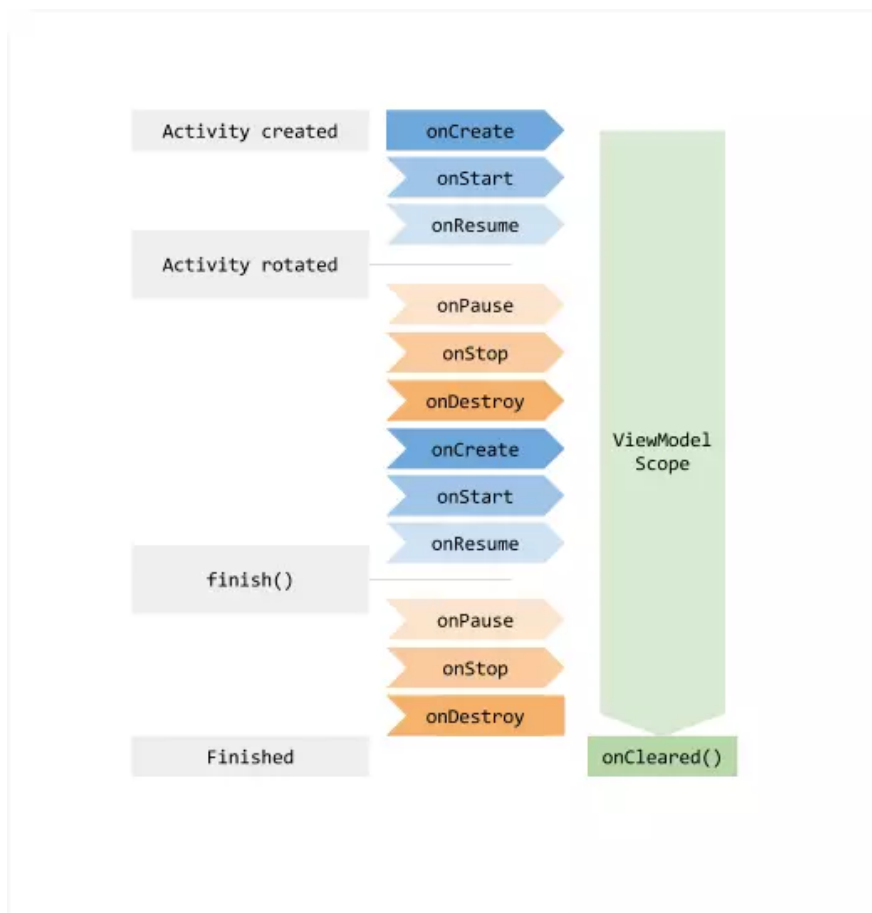 Activity created
onCreate
onStart
onResume
Activity rotated
onPause
onStop
onDestroy
onCreate
onStart
onResume
finish()
onPause
onStop
onDestroy
Finished
ViewModel
Scope
onCleared()